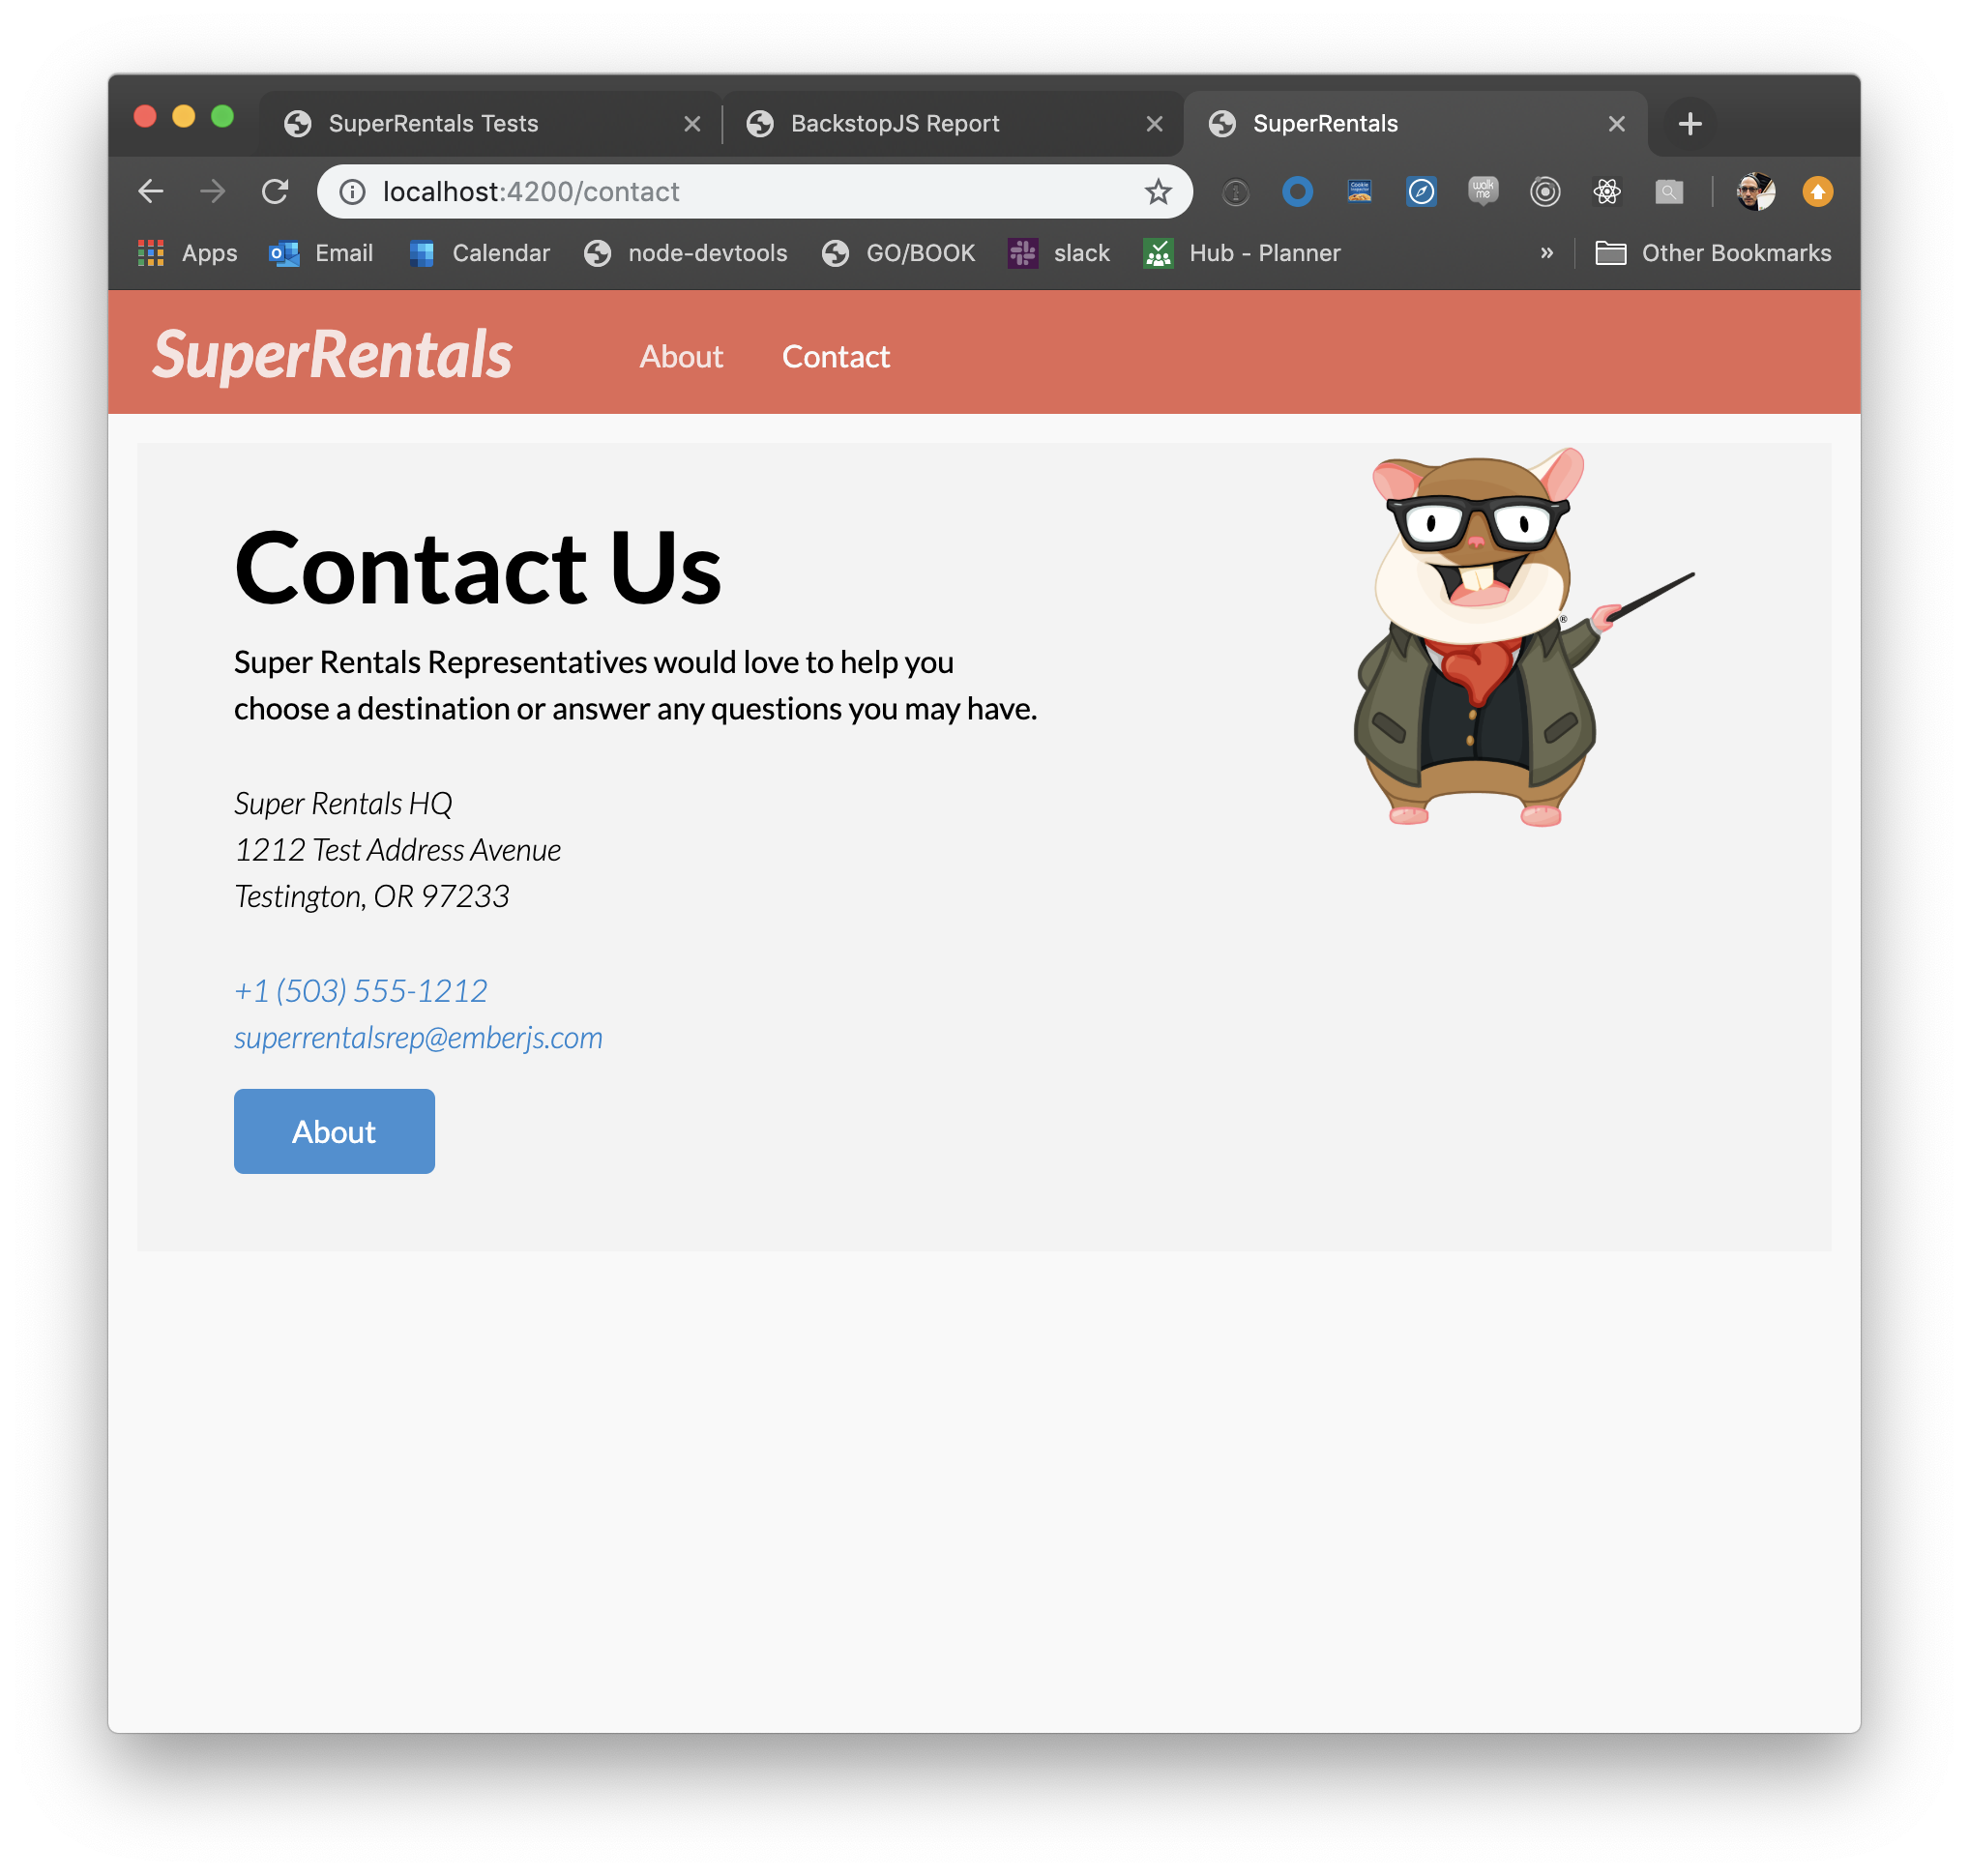 SuperRentals Tests
BackstopJS Report
SuperRentals
localhost:4200/contact
walk me
Apps
Email
Calendar
node-devtools
GO/BOOK
slack
Hub - Planner
»
Other Bookmarks
SuperRentals
About
Contact
Contact Us
Super Rentals Representatives would love to help you
choose a destination or answer any questions you may have.
Super Rentals HQ
1212 Test Address Avenue
Testington, OR 97233
+1 (503) 555-1212
superrentalsrep@emberjs.com
About
®